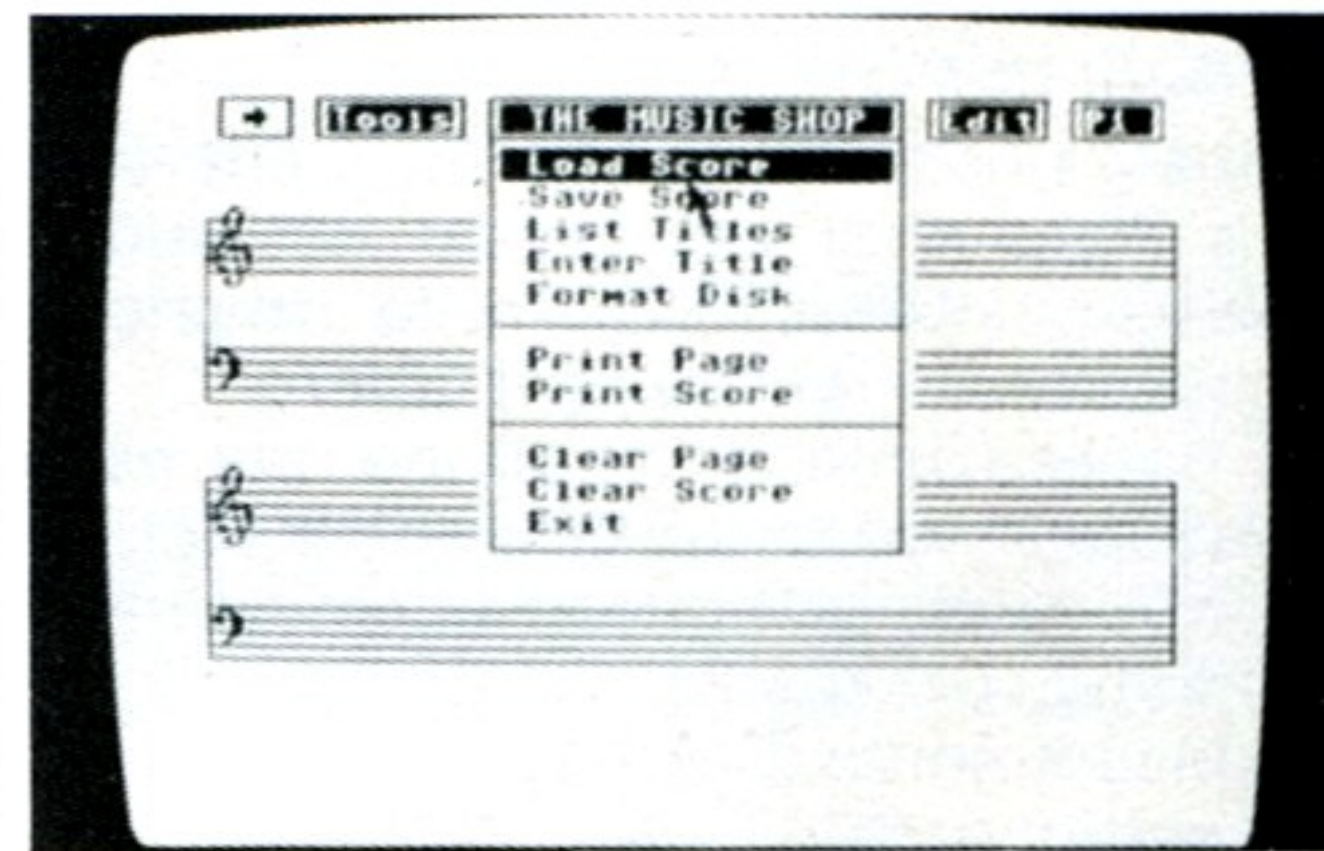 Tools THE MUSIC SHOP Edit
Load Score
Save Score
List Titles
Enter Title
Format Disk
Print Page
Print Score
Clear Page
Clear Score
Exit